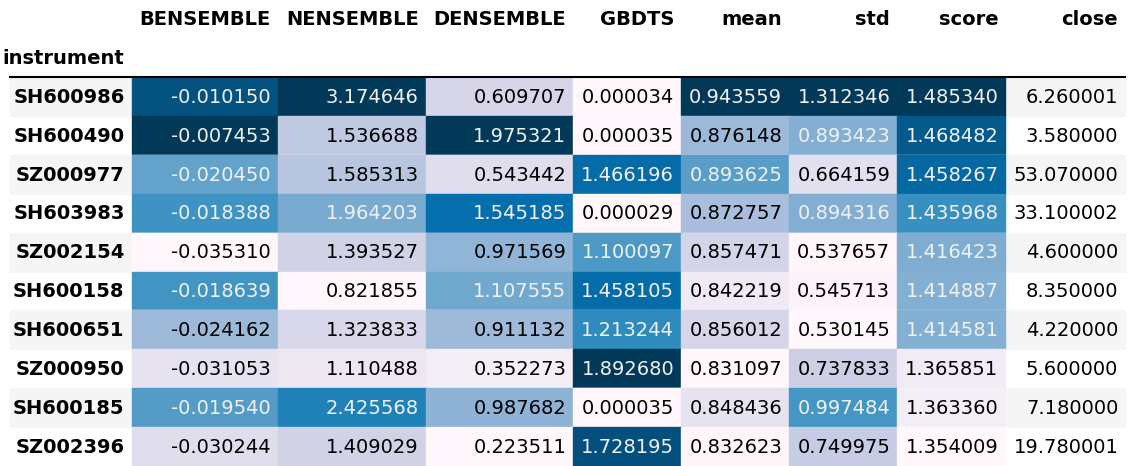 BENSEMBLE NENSEMBLE DENSEMBLE GBDTS mean std score close
instrument
SH600986 -0.010150 3.174646 0.609707 0.000034 0.943559 1.312346 1.485340 6.260001
SH600490 -0.007453 1.536688 1.975321 0.000035 0.876148 0.893423 1.468482 3.580000
SZ000977 -0.020450 1.585313 0.543442 1.466196 0.893625 0.664159 1.458267 53.070000
SH603983 -0.018388 1.964203 1.545185 0.000029 0.872757 0.894316 1.435968 33.100002
SZ002154 -0.035310 1.393527 0.971569 1.100097 0.857471 0.537657 1.416423 4.600000
SH600158 -0.018639 0.821855 1.107555 1.458105 0.842219 0.545713 1.414887 8.350000
SH600651 -0.024162 1.323833 0.911132 1.213244 0.856012 0.530145 1.414581 4.220000
SZ000950 -0.031053 1.110488 0.352273 1.892680 0.831097 0.737833 1.365851 5.600000
SH600185 -0.019540 2.425568 0.987682 0.000035 0.848436 0.997484 1.363360 7.180000
SZ002396 -0.030244 1.409029 0.223511 1.728195 0.832623 0.749975 1.354009 19.780001